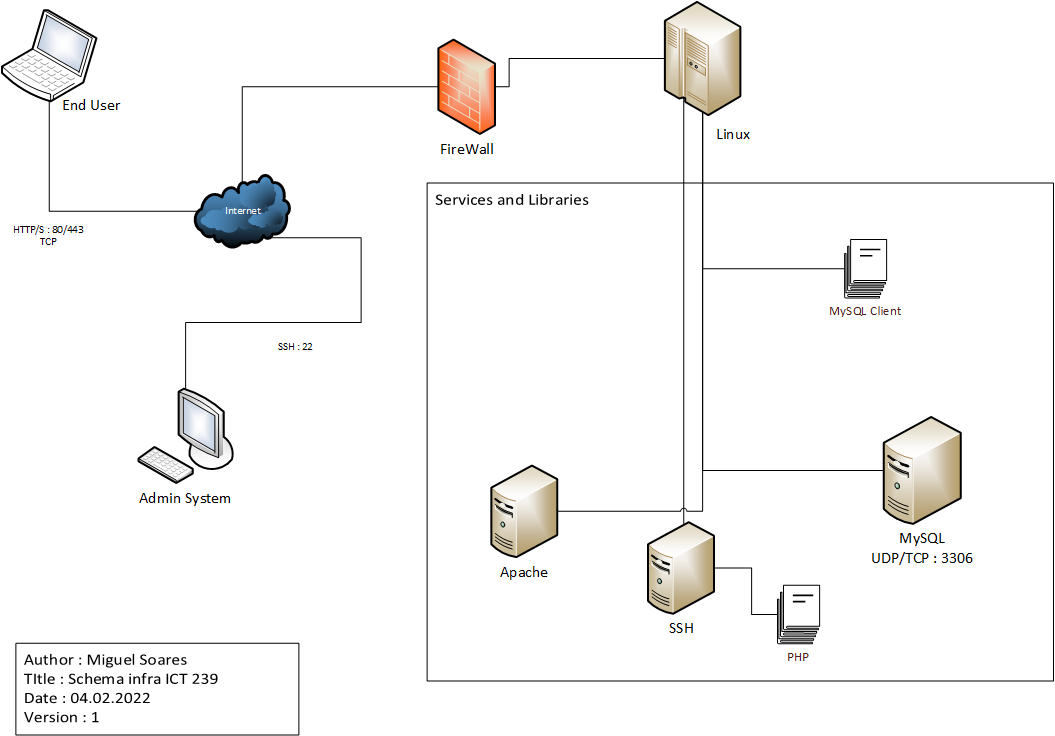 End User
FireWall
Linux
Services and Libraries
Internet
HTTP/S : 80/443
TCP
MySQL Client
SSH : 22
Admin System
MySQL
UDP/TCP : 3306
Apache
SSH
PHP
Author : Miguel Soares
TItle : Schema infra ICT 239
Date : 04.02.2022
Version : 1